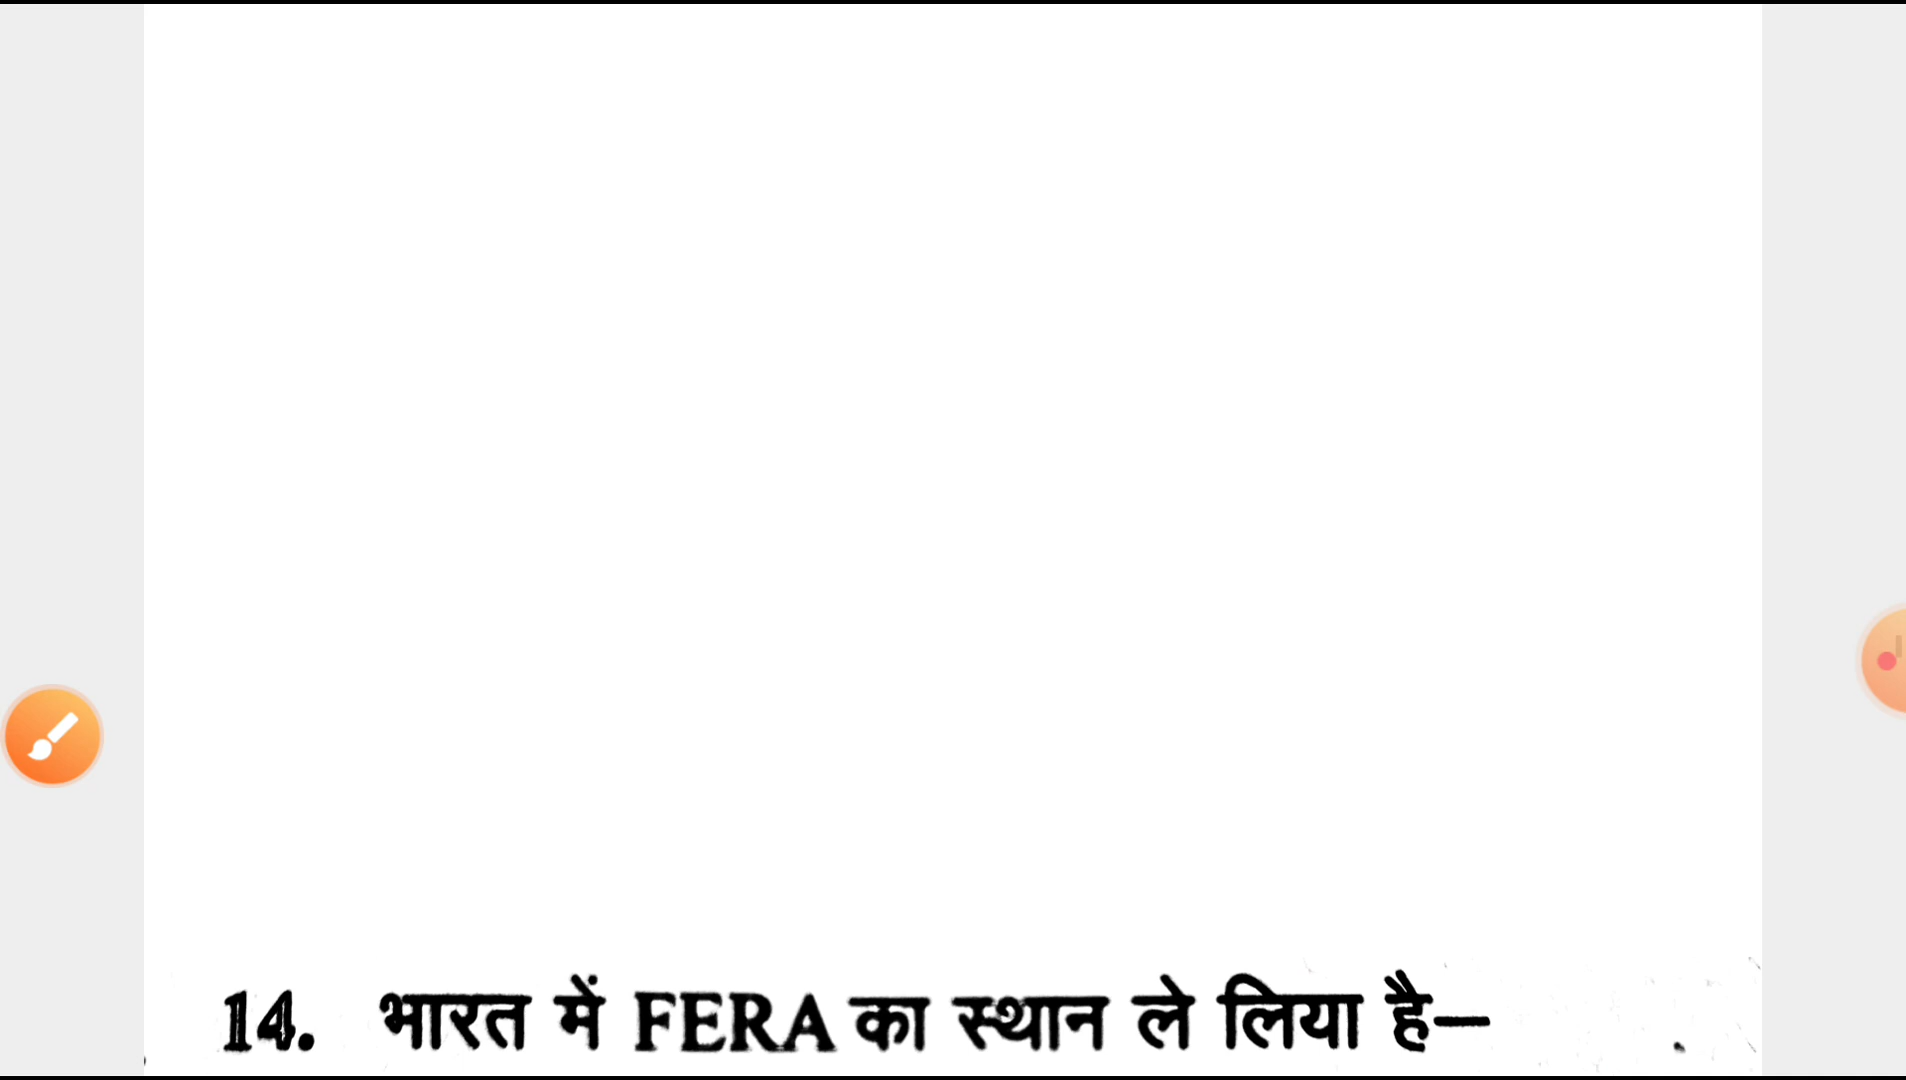 14. भारत में FERA का स्थान ले लिया है—